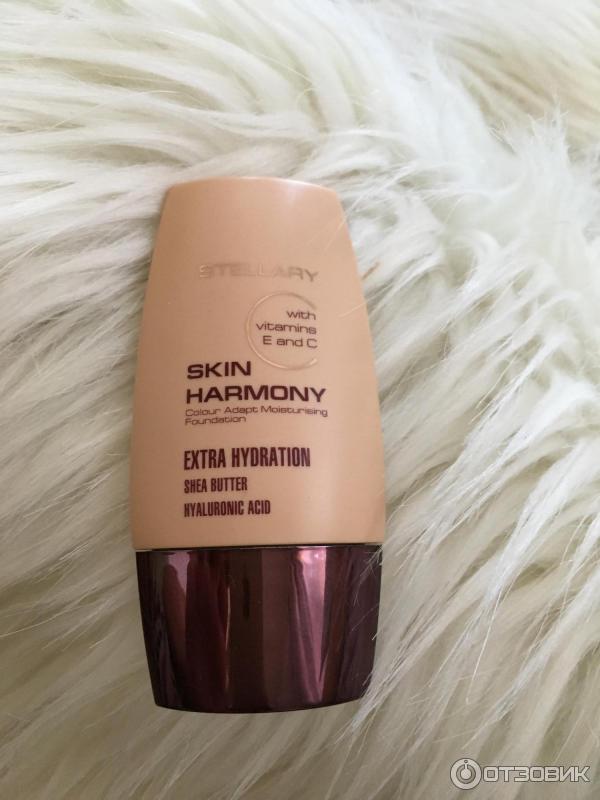 STELLARY
with
vitamins
E and C
SKIN
HARMONY
Colour Adapt Moisturising
Foundation
EXTRA HYDRATION
SHEA BUTTER
HYALURONIC ACID
ОТЗОВИК